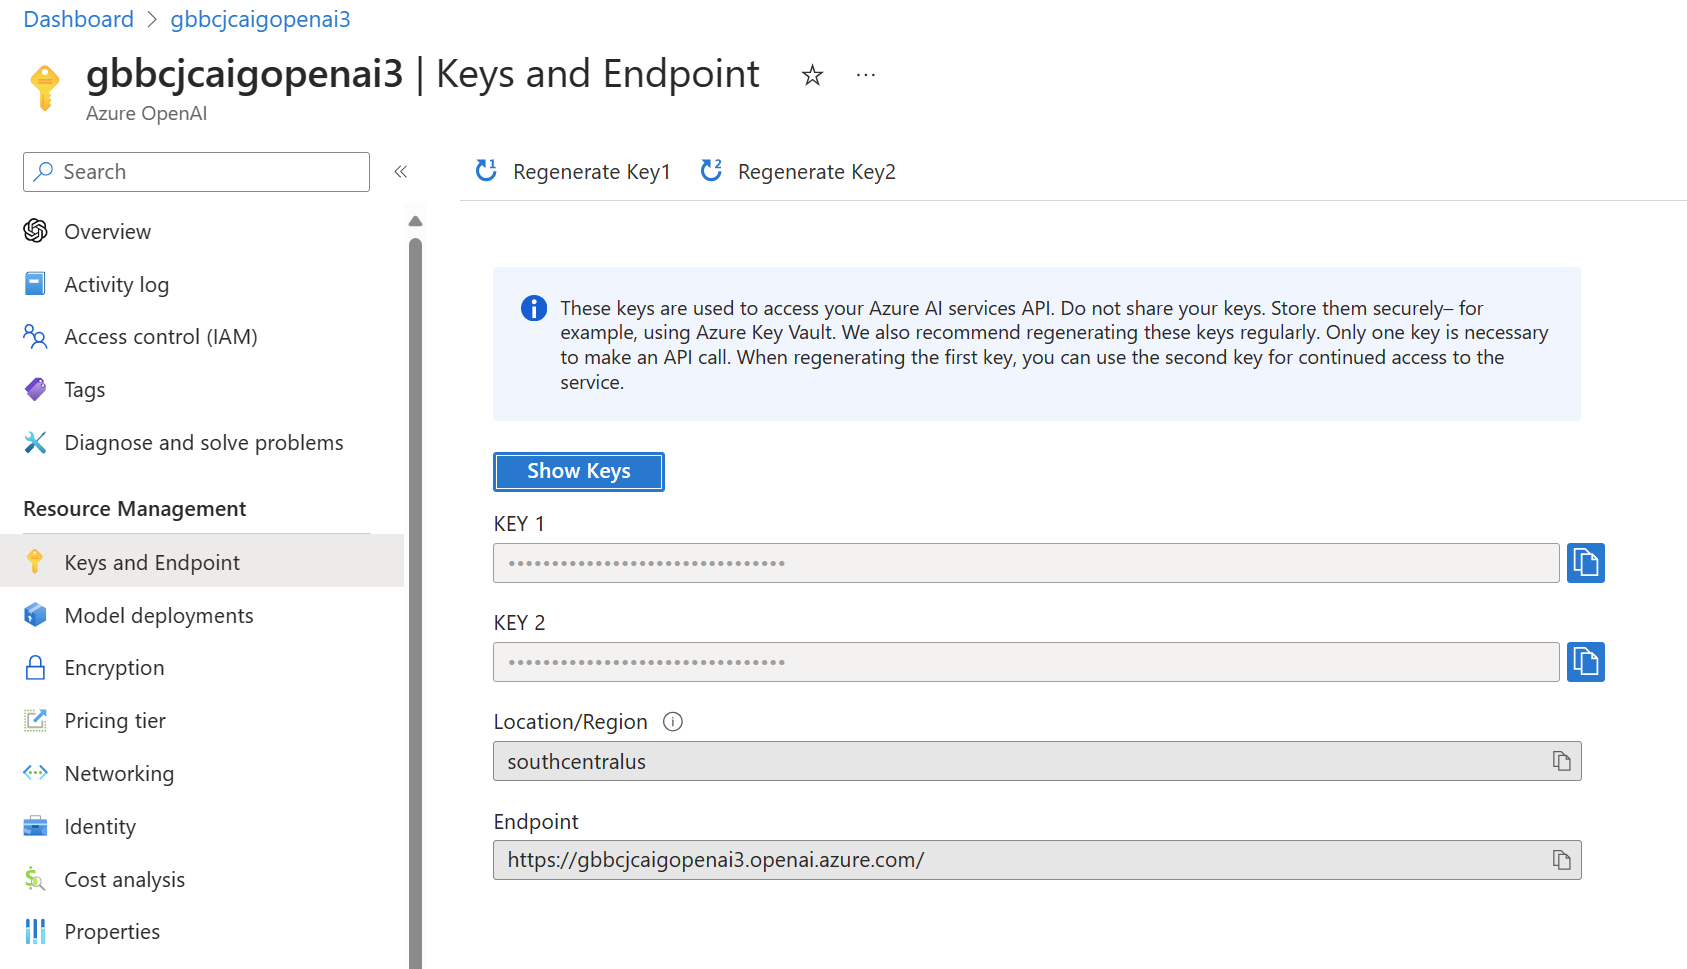 Dashboard > gbbcjcaigopenai3
gbbcjcaigopenai3 | Keys and Endpoint
Azure OpenAI
Search
Overview
Activity log
Access control (IAM)
Tags
Diagnose and solve problems
Resource Management
Keys and Endpoint
Model deployments
Encryption
Pricing tier
Networking
Identity
Cost analysis
Properties
1 Regenerate Key1 2 Regenerate Key2
These keys are used to access your Azure AI services API. Do not share your keys. Store them securely– for
example, using Azure Key Vault. We also recommend regenerating these keys regularly. Only one key is necessary
to make an API call. When regenerating the first key, you can use the second key for continued access to the
service.
Show Keys
KEY 1
••••••••••••••••••••••••••••••••
KEY 2
••••••••••••••••••••••••••••••••
Location/Region
southcentralus
Endpoint
https://gbbcjcaigopenai3.openai.azure.com/